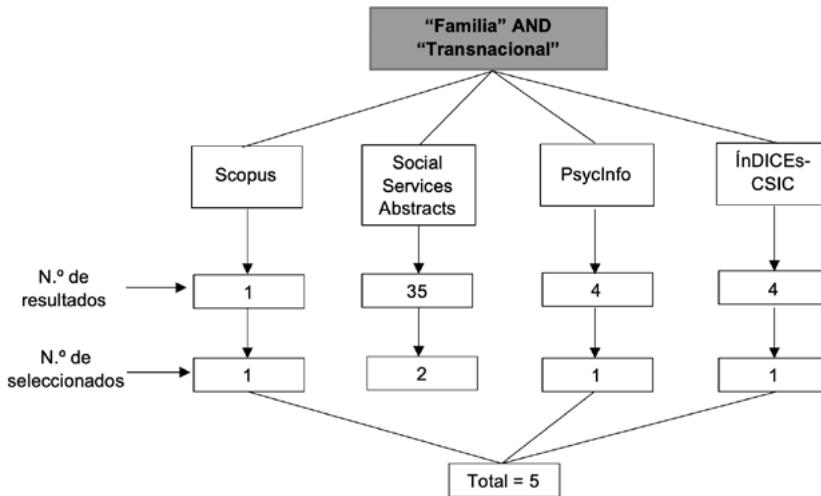 “Familia” AND
“Transnacional”
Scopus
Social
Services
Abstracts
PsycInfo
ÍnDICEs-
CSIC
N.º de
resultados
1
35
4
4
N.º de
seleccionados
1
2
1
1
Total = 5